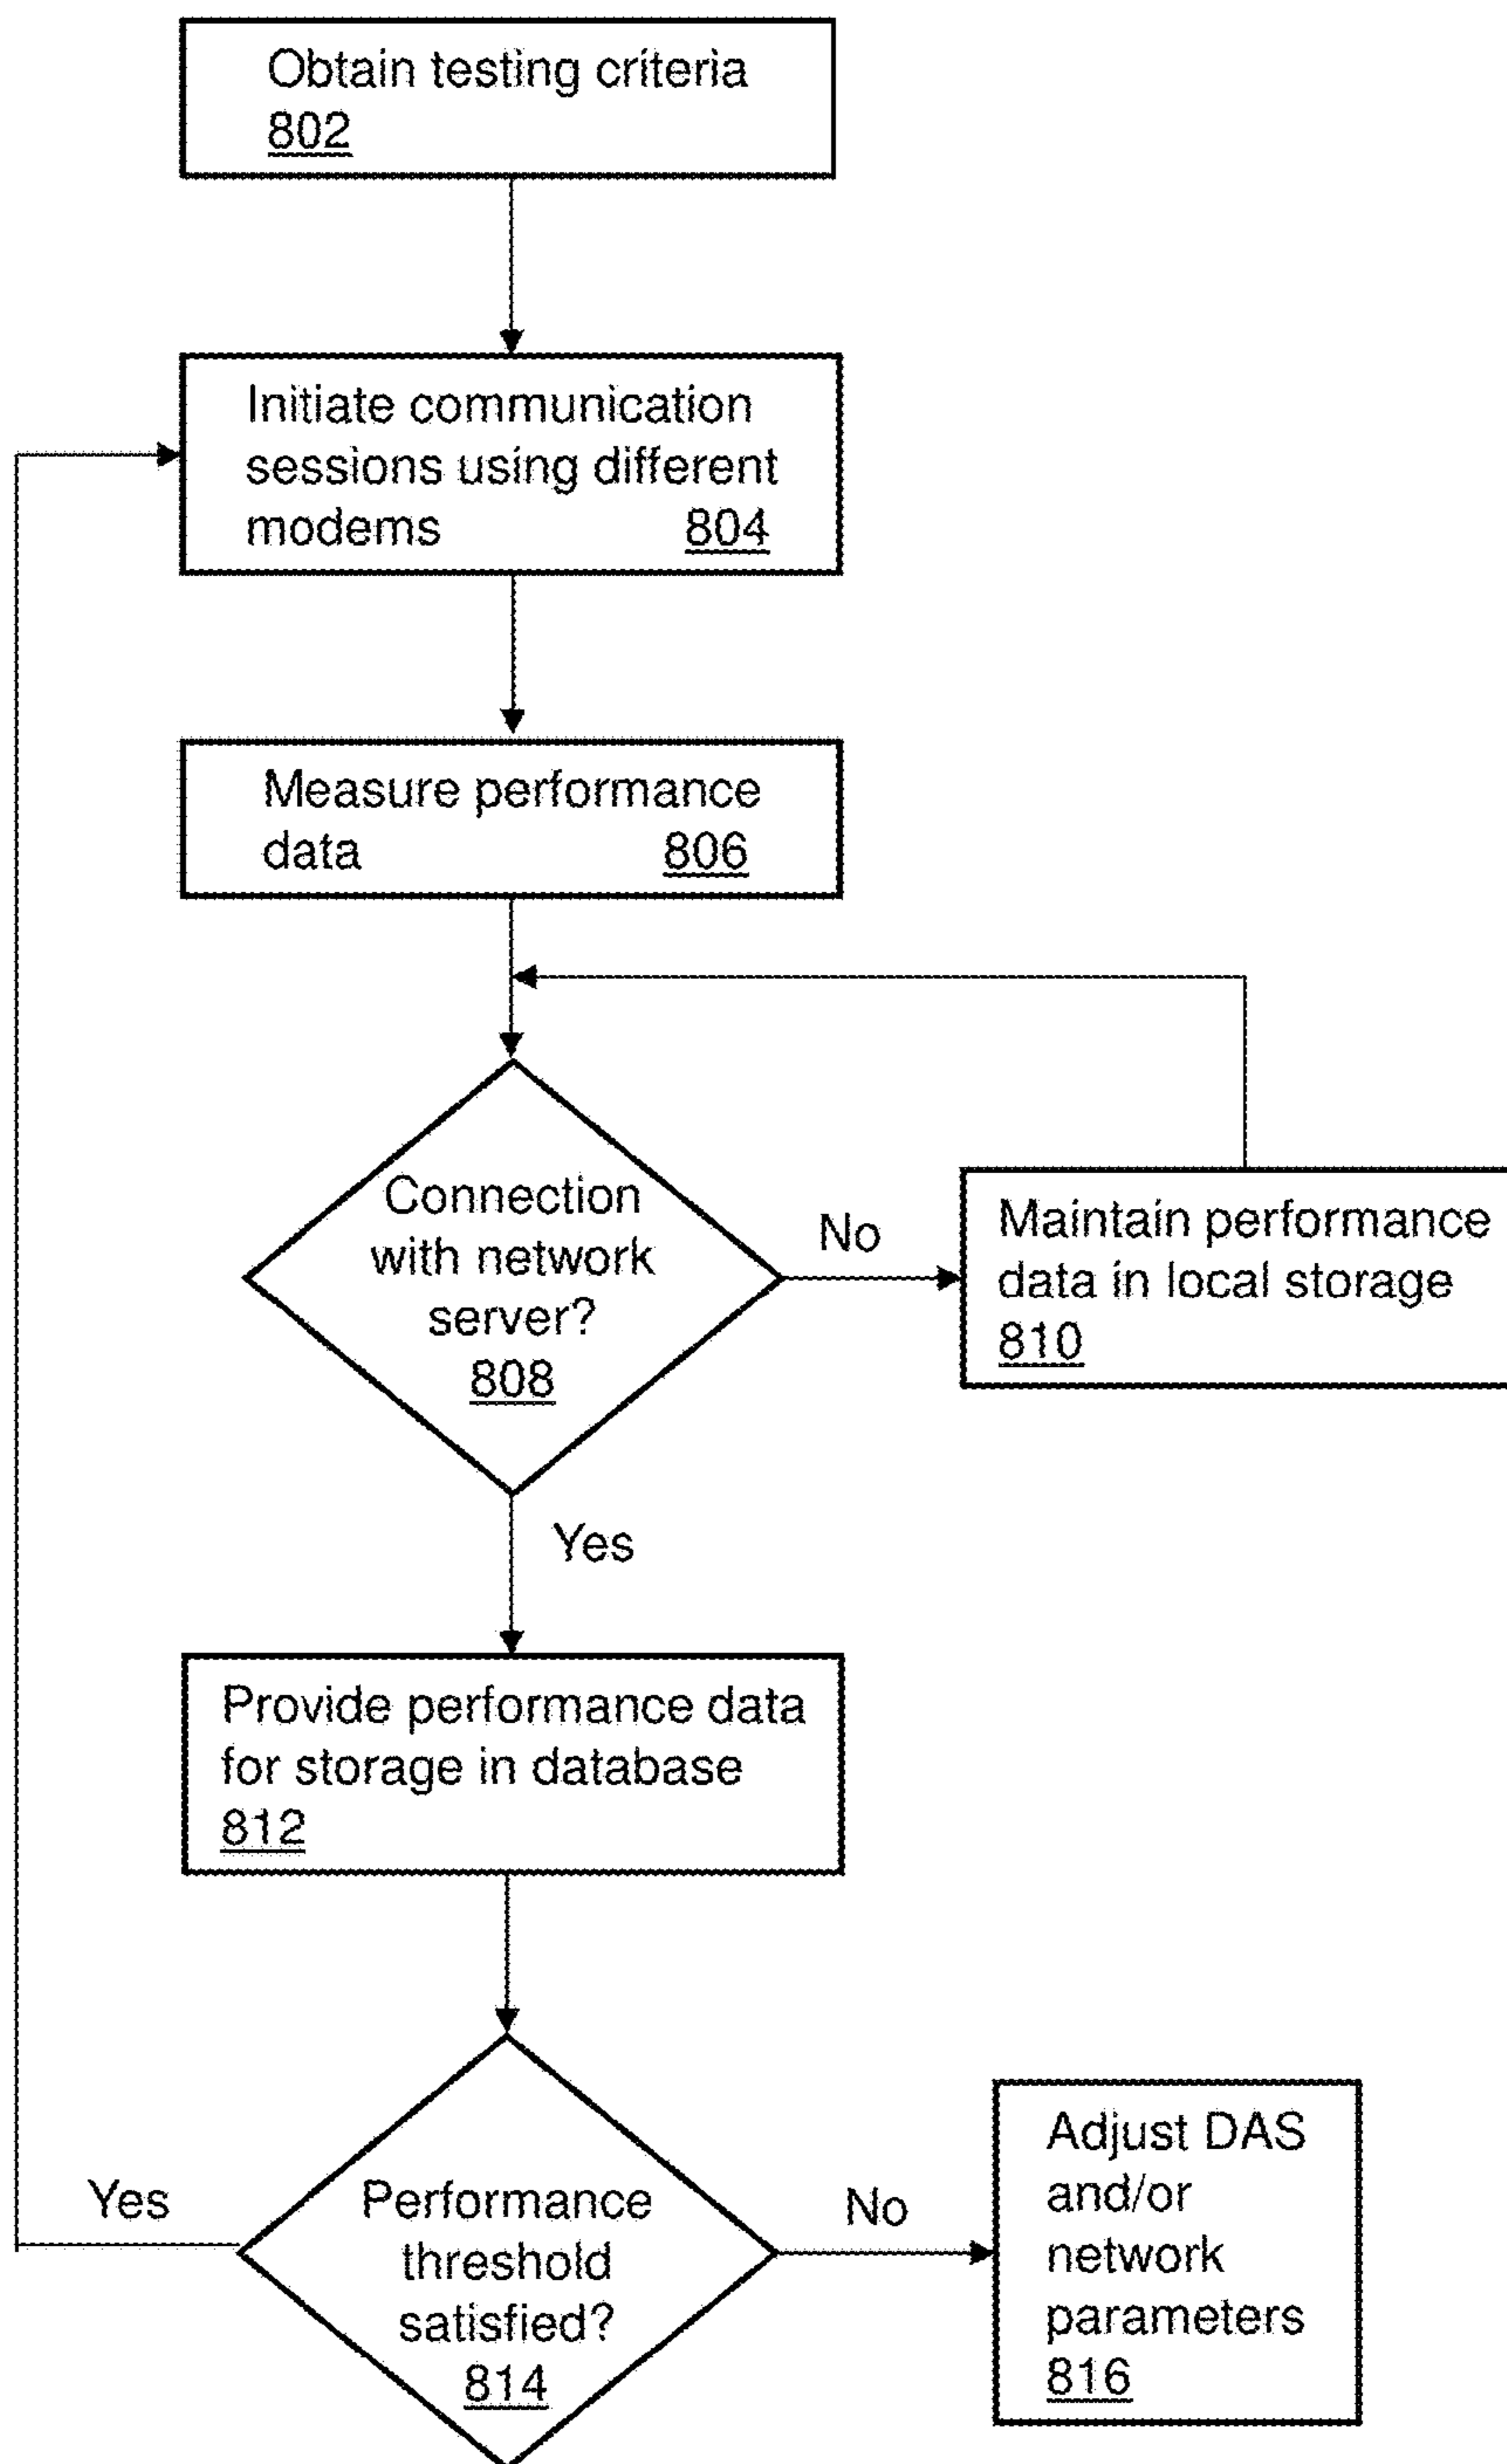 Obtain testing criteria
802
Initiate communication
sessions using different
modems 804
Measure performance
data 806
Connection
with network
server?
808
No
Maintain performance
data in local storage
810
Yes
Provide performance data
for storage in database
812
Yes
Performance
threshold
satisfied?
814
No
Adjust DAS
and/or
network
parameters
816